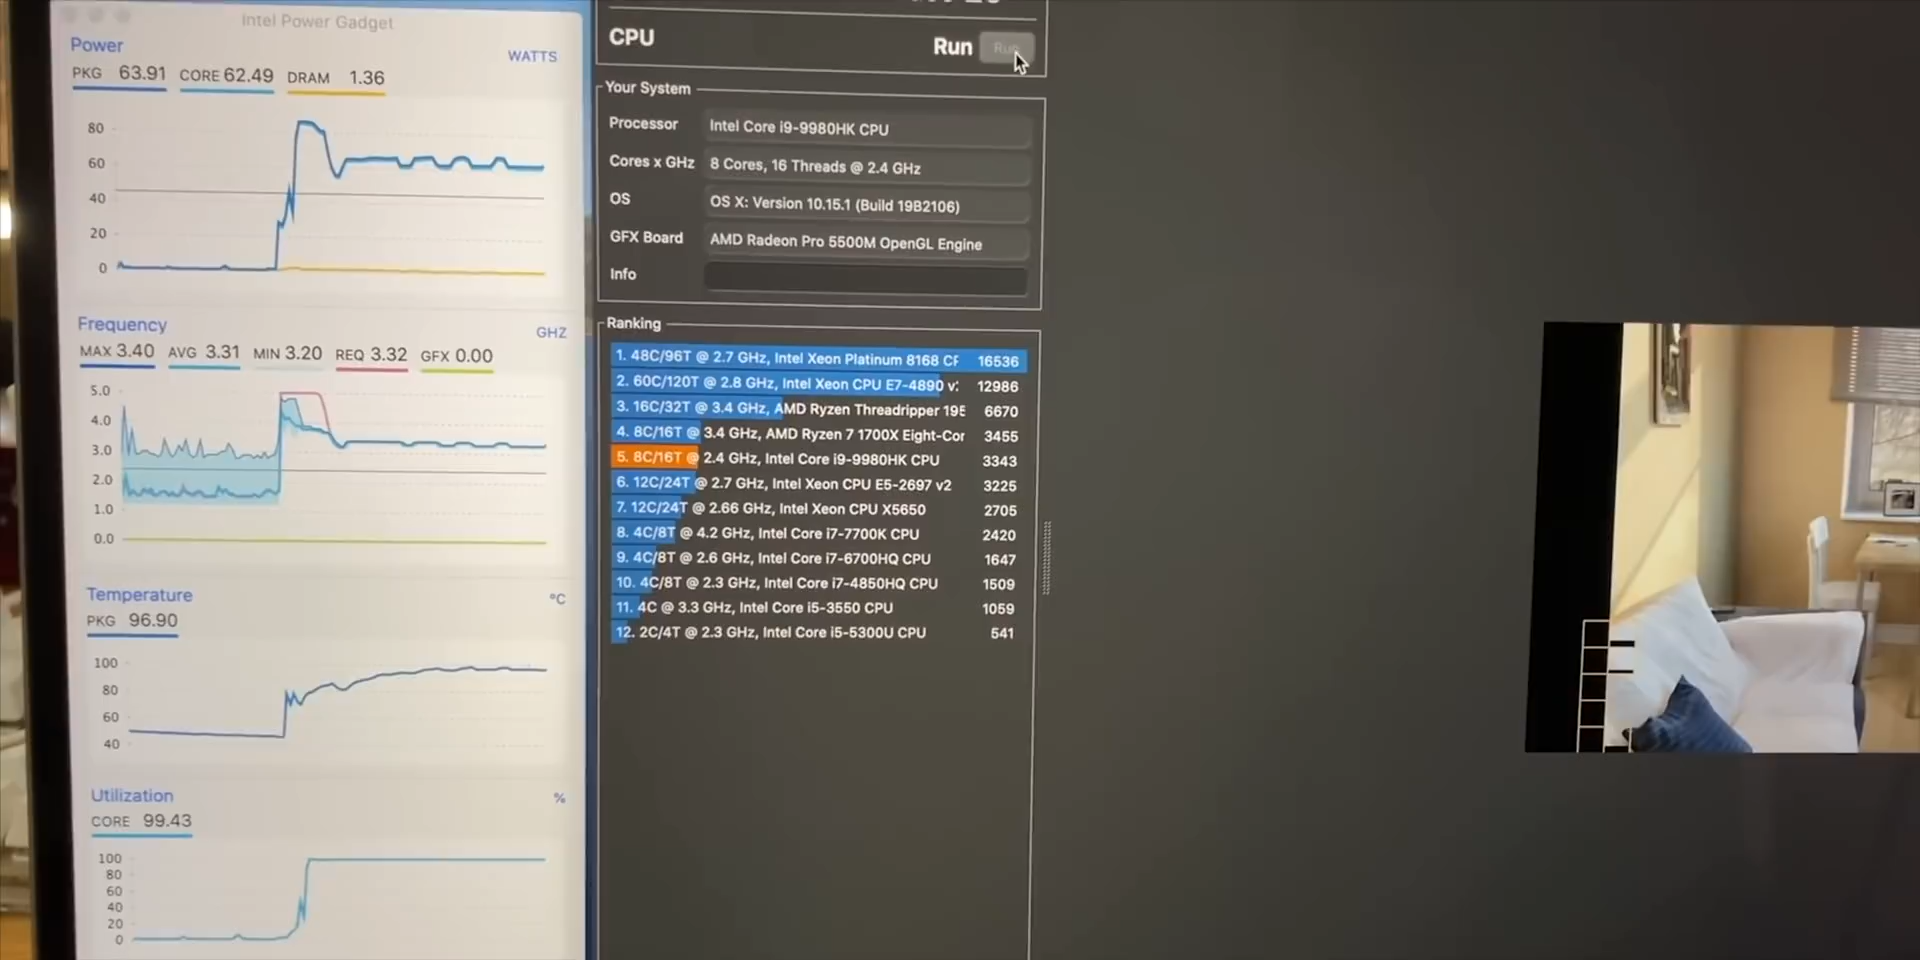 Intel Power Gadget
Power
WATTS
PKG 63.91 CORE 62.49 DRAM 1.36
80
60
40
20
0
Frequency
GHZ
MAX 3.40 AVG 3.31 MIN 3.20 REQ 3.32 GFX 0.00
5.0
4.0
3.0
2.0
1.0
0.0
Temperature
°C
PKG 96.90
100
80
60
40
Utilization
%
CORE 99.43
100
80
60
40
20
0
CPU Run Run
Your System
Processor Intel Core i9-9980HK CPU
Cores x GHz 8 Cores, 16 Threads @ 2.4 GHz
OS OS X: Version 10.15.1 (Build 19B2106)
GFX Board AMD Radeon Pro 5500M OpenGL Engine
Info
Ranking
1. 48C/96T @ 2.7 GHz, Intel Xeon Platinum 8168 CF 16536
2. 60C/120T @ 2.8 GHz, Intel Xeon CPU E7-4890 v: 12986
3. 16C/32T @ 3.4 GHz, AMD Ryzen Threadripper 195 6670
4. 8C/16T @ 3.4 GHz, AMD Ryzen 7 1700X Eight-Cor 3455
5. 8C/16T @ 2.4 GHz, Intel Core i9-9980HK CPU 3343
6. 12C/24T @ 2.7 GHz, Intel Xeon CPU E5-2697 v2 3225
7. 12C/24T @ 2.66 GHz, Intel Xeon CPU X5650 2705
8. 4C/8T @ 4.2 GHz, Intel Core i7-7700K CPU 2420
9. 4C/8T @ 2.6 GHz, Intel Core i7-6700HQ CPU 1647
10. 4C/8T @ 2.3 GHz, Intel Core i7-4850HQ CPU 1509
11. 4C @ 3.3 GHz, Intel Core i5-3550 CPU 1059
12. 2C/4T @ 2.3 GHz, Intel Core i5-5300U CPU 541